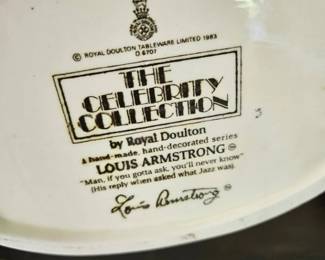 © ROYAL DOULTON TABLEWARE LIMITED 1983
D 6707
THE
CELEBRITY
COLLECTION
by Royal Doulton
A hand-made, hand-decorated series
LOUIS ARMSTRONG
"Man, if you gotta ask, you'll never know"
(His reply when asked what Jazz was).
Louis Armstrong